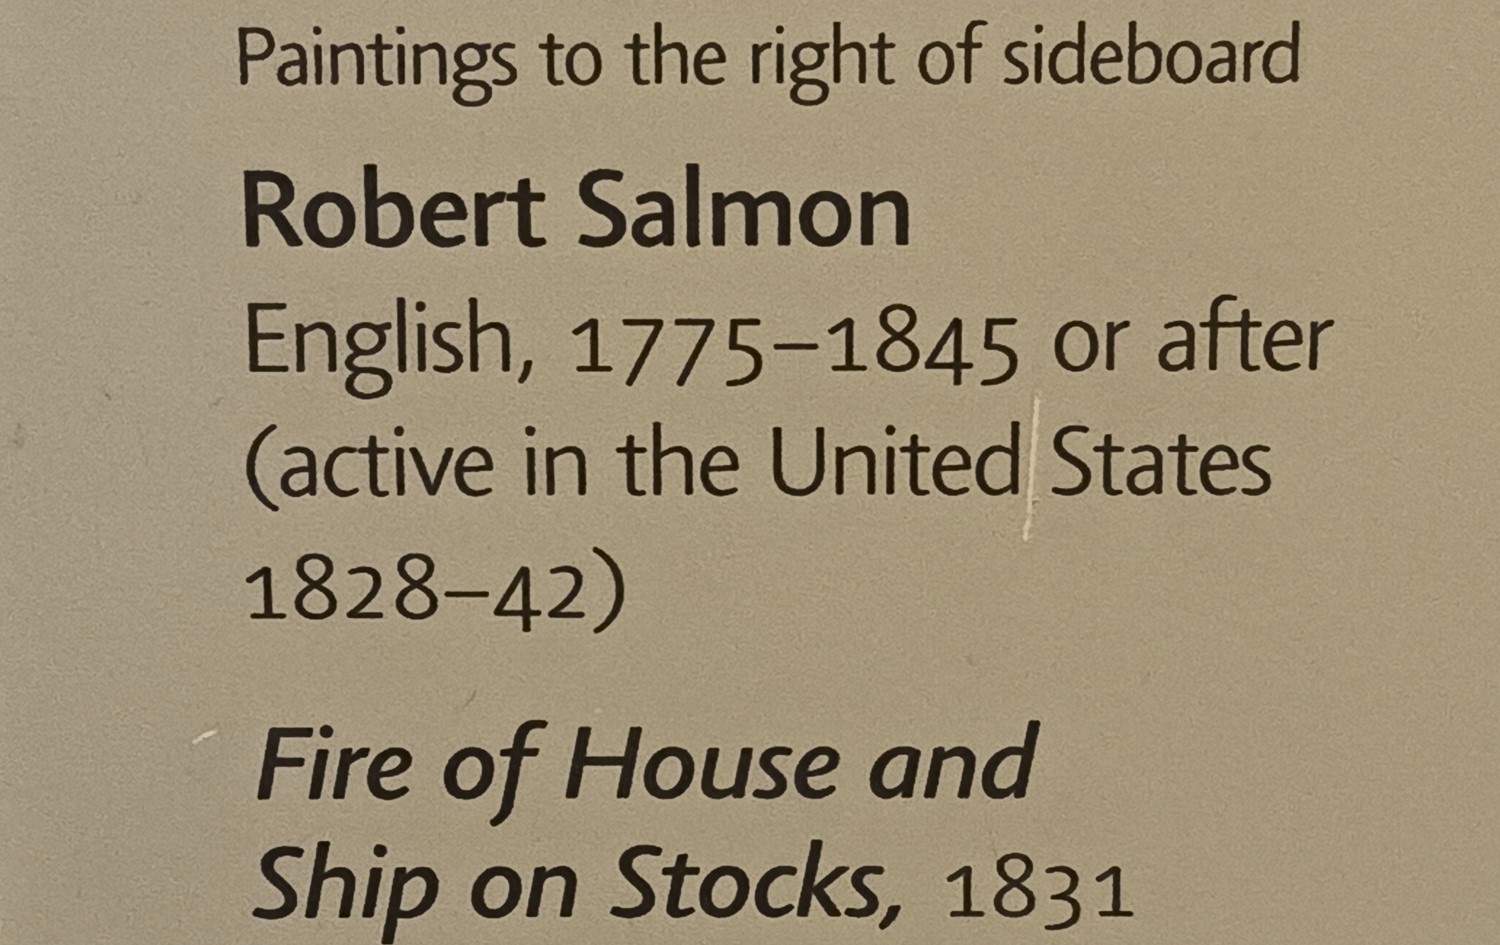 Paintings to the right of sideboard
Robert Salmon
English, 1775–1845 or after
(active in the United States
1828–42)
Fire of House and
Ship on Stocks, 1831